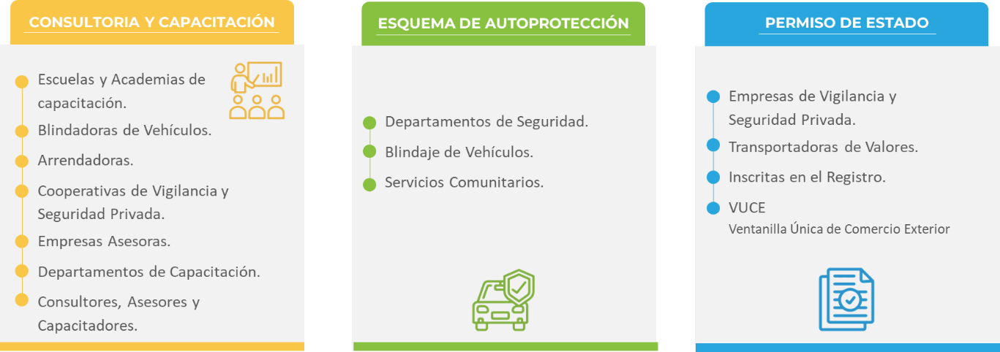 CONSULTORIA Y CAPACITACIÓN
Escuelas y Academias de
capacitación.
Blindadoras de Vehículos.
Arrendadoras.
Cooperativas de Vigilancia y
Seguridad Privada.
Empresas Asesoras.
Departamentos de Capacitación.
Consultores, Asesores y
Capacitadores.
ESQUEMA DE AUTOPROTECCIÓN
Departamentos de Seguridad.
Blindaje de Vehículos.
Servicios Comunitarios.
PERMISO DE ESTADO
Empresas de Vigilancia y
Seguridad Privada.
Transportadoras de Valores.
Inscritas en el Registro.
VUCE
Ventanilla Única de Comercio Exterior